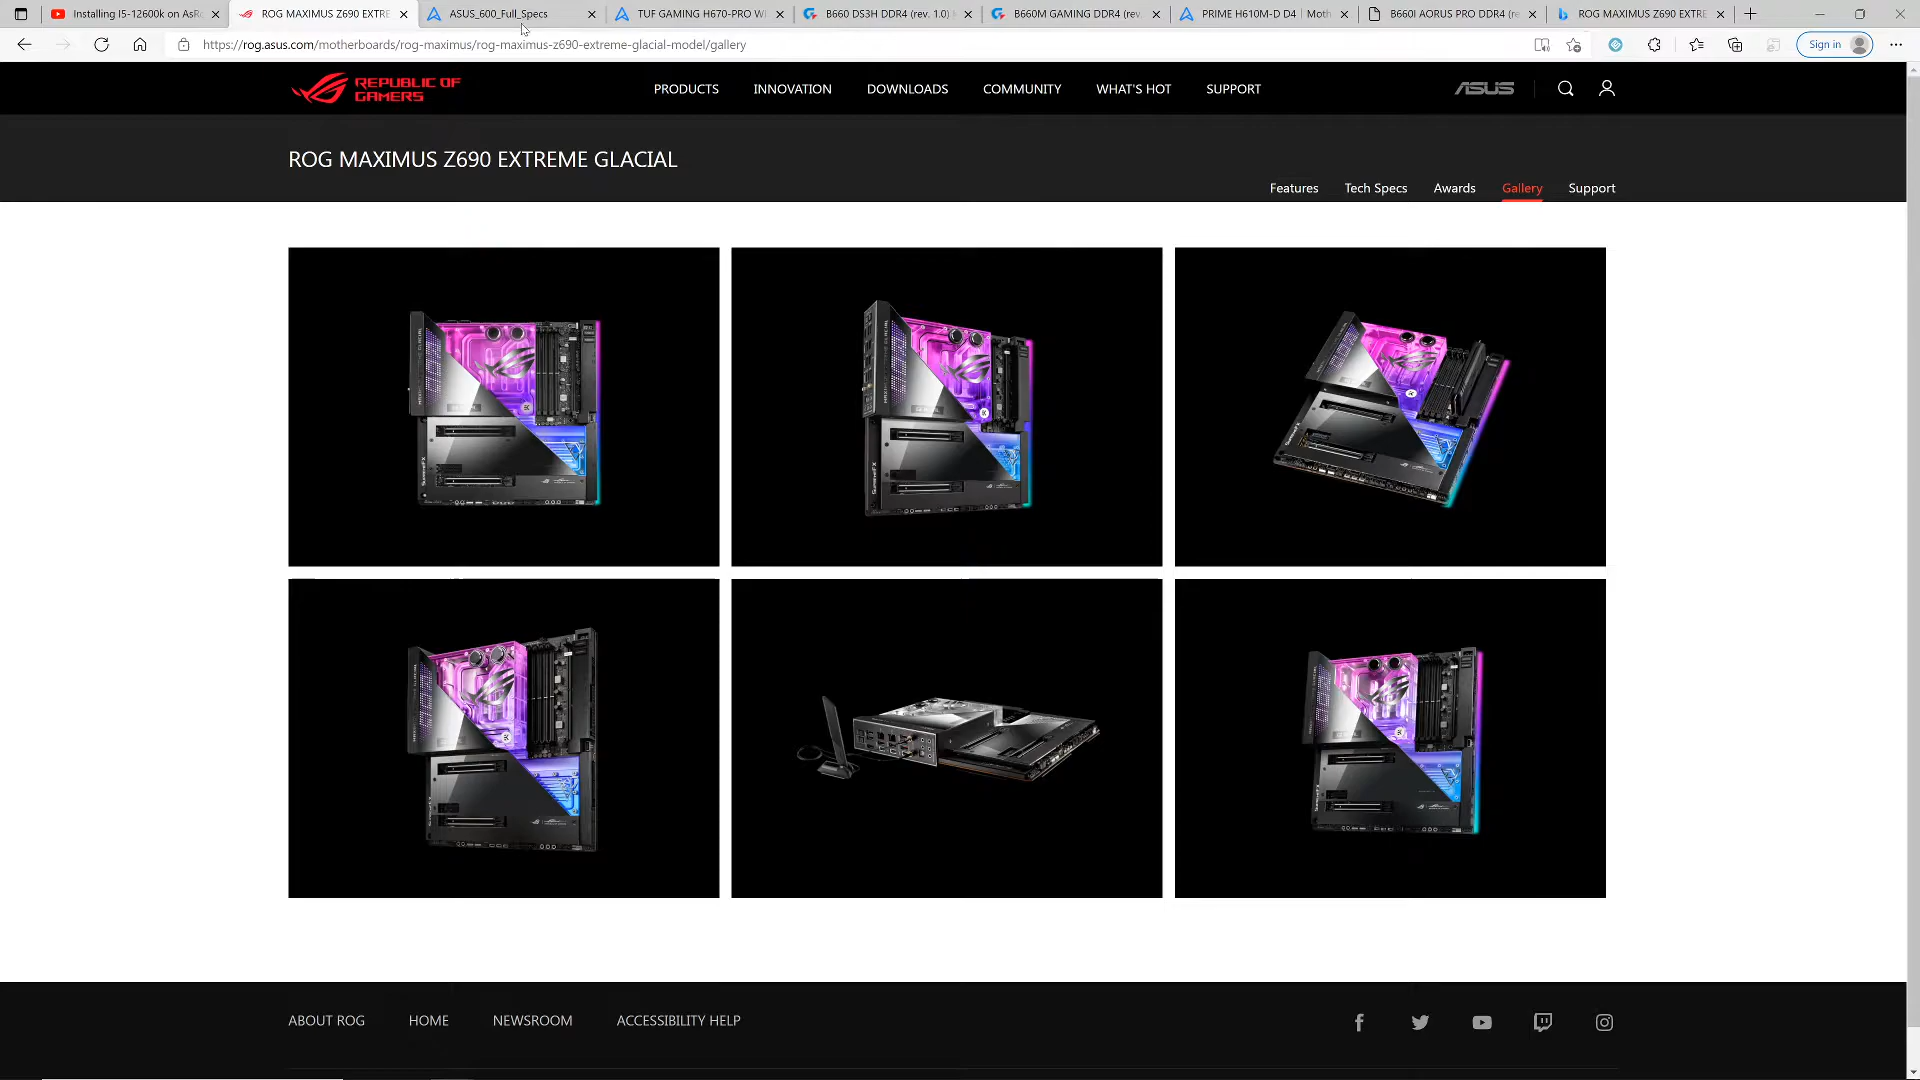 Installing I5-12600k on AsRo
ROG MAXIMUS Z690 EXTRE
ASUS_600_Full_Specs
TUF GAMING H670-PRO WI
B660 DS3H DDR4 (rev. 1.0)
B660M GAMING DDR4 (rev.
PRIME H610M-D D4 | Moth
B660I AORUS PRO DDR4 (re
ROG MAXIMUS Z690 EXTRE
https://rog.asus.com/motherboards/rog-maximus/rog-maximus-z690-extreme-glacial-model/gallery
Sign in
REPUBLIC OF
GAMERS
PRODUCTS
INNOVATION
DOWNLOADS
COMMUNITY
WHAT'S HOT
SUPPORT
ASUS
ROG MAXIMUS Z690 EXTREME GLACIAL
Features
Tech Specs
Awards
Gallery
Support
ABOUT ROG
HOME
NEWSROOM
ACCESSIBILITY HELP